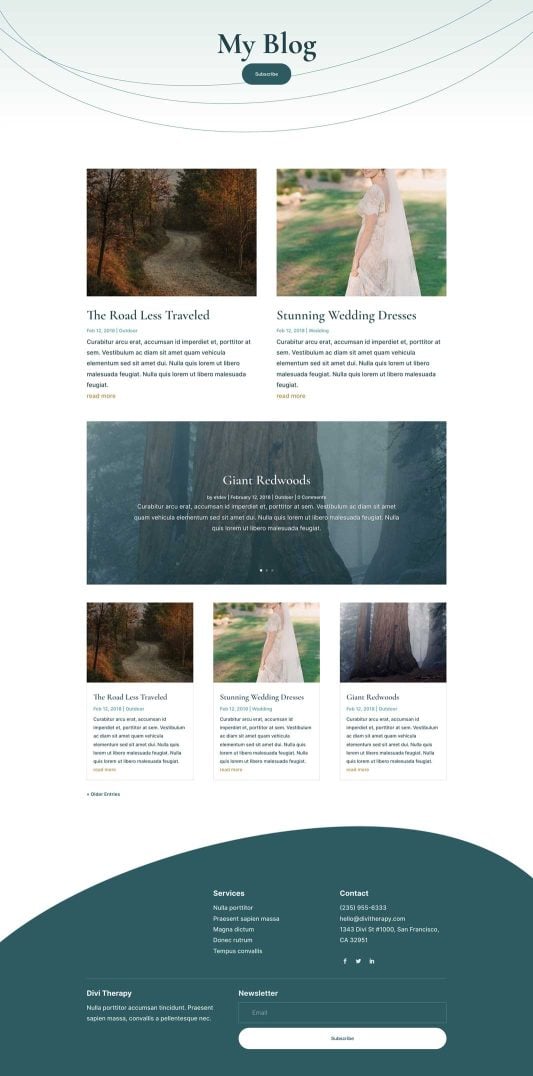 My Blog
Subscribe
The Road Less Traveled
Feb 12, 2018 | Outdoor
Curabitur arcu erat, accumsan id imperdiet et, porttitor at
sem. Vestibulum ac diam sit amet quam vehicula
elementum sed sit amet dui. Nulla quis lorem ut libero
malesuada feugiat. Nulla quis lorem ut libero malesuada
feugiat.
read more
Stunning Wedding Dresses
Feb 12, 2018 | Wedding
Curabitur arcu erat, accumsan id imperdiet et, porttitor at
sem. Vestibulum ac diam sit amet quam vehicula
elementum sed sit amet dui. Nulla quis lorem ut libero
malesuada feugiat. Nulla quis lorem ut libero malesuada
feugiat.
read more
Giant Redwoods
by etdev | February 12, 2018 | Outdoor | 0 Comments
Curabitur arcu erat, accumsan id imperdiet et, porttitor at sem. Vestibulum ac diam sit amet
quam vehicula elementum sed sit amet dui. Nulla quis lorem ut libero malesuada feugiat. Nulla
quis lorem ut libero malesuada feugiat.
The Road Less Traveled
Feb 12, 2018 | Outdoor
Curabitur arcu erat, accumsan id
imperdiet et, porttitor at sem. Vestibulum
ac diam sit amet quam vehicula
elementum sed sit amet dui. Nulla quis
lorem ut libero malesuada feugiat. Nulla
quis lorem ut libero malesuada feugiat.
read more
Stunning Wedding Dresses
Feb 12, 2018 | Wedding
Curabitur arcu erat, accumsan id
imperdiet et, porttitor at sem. Vestibulum
ac diam sit amet quam vehicula
elementum sed sit amet dui. Nulla quis
lorem ut libero malesuada feugiat. Nulla
quis lorem ut libero malesuada feugiat.
read more
Giant Redwoods
Feb 12, 2018 | Outdoor
Curabitur arcu erat, accumsan id
imperdiet et, porttitor at sem. Vestibulum
ac diam sit amet quam vehicula
elementum sed sit amet dui. Nulla quis
lorem ut libero malesuada feugiat. Nulla
quis lorem ut libero malesuada feugiat.
read more
« Older Entries
Services
Nulla porttitor
Praesent sapien massa
Magna dictum
Donec rutrum
Tempus convallis
Contact
(235) 955-6333
hello@divitherapy.com
1343 Divi St #1000, San Francisco,
CA 32951
Divi Therapy
Nulla porttitor accumsan tincidunt. Praesent
sapien massa, convallis a pellentesque nec.
Newsletter
Email
Subscribe